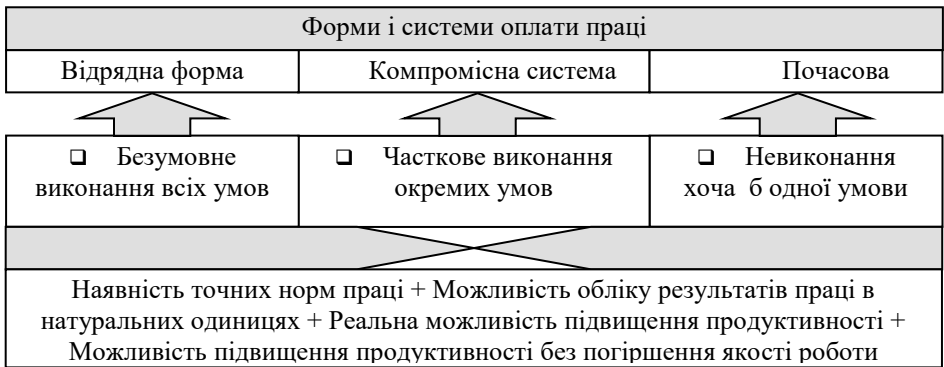 Форми і системи оплати праці
Відрядна форма
Компромісна система
Почасова
❑ Безумовне
виконання всіх умов
❑ Часткове виконання
окремих умов
❑ Невиконання
хоча б одної умови
Наявність точних норм праці + Можливість обліку результатів праці в
натуральних одиницях + Реальна можливість підвищення продуктивності +
Можливість підвищення продуктивності без погіршення якості роботи